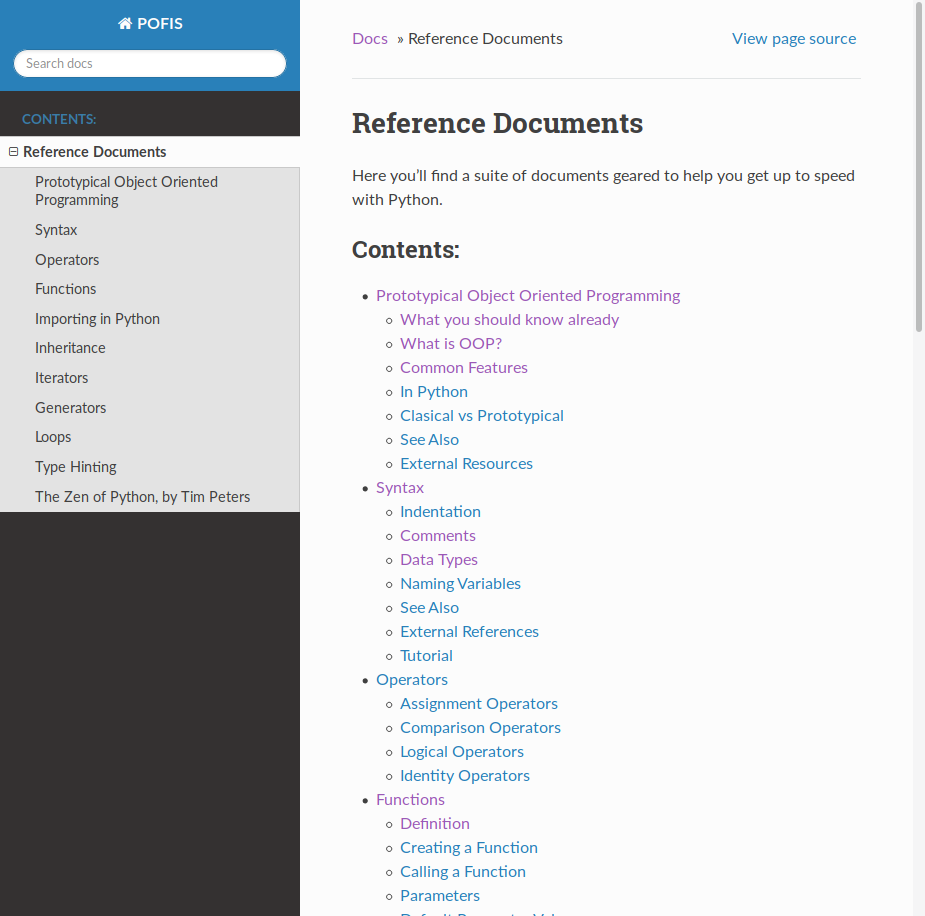 POFIS
Search docs
CONTENTS:
Reference Documents
Prototypical Object Oriented
Programming
Syntax
Operators
Functions
Importing in Python
Inheritance
Iterators
Generators
Loops
Type Hinting
The Zen of Python, by Tim Peters
Docs » Reference Documents
View page source
Reference Documents
Here you'll find a suite of documents geared to help you get up to speed
with Python.
Contents:
Prototypical Object Oriented Programming
What you should know already
What is OOP?
Common Features
In Python
Clasical vs Prototypical
See Also
External Resources
Syntax
Indentation
Comments
Data Types
Naming Variables
See Also
External References
Tutorial
Operators
Assignment Operators
Comparison Operators
Logical Operators
Identity Operators
Functions
Definition
Creating a Function
Calling a Function
Parameters